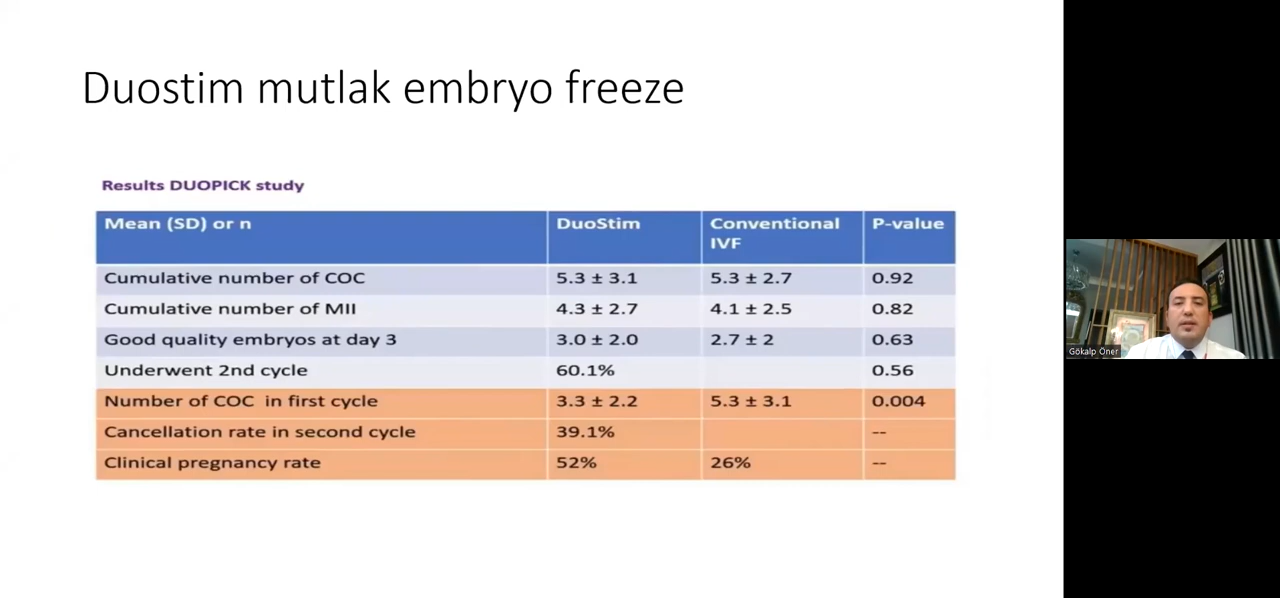 Duostim mutlak embryo freeze
Results DUOPICK study
Mean (SD) or n DuoStim Conventional IVF P-value
Cumulative number of COC 5.3 ± 3.1 5.3 ± 2.7 0.92
Cumulative number of MII 4.3 ± 2.7 4.1 ± 2.5 0.82
Good quality embryos at day 3 3.0 ± 2.0 2.7 ± 2 0.63
Underwent 2nd cycle 60.1% 0.56
Number of COC in first cycle 3.3 ± 2.2 5.3 ± 3.1 0.004
Cancellation rate in second cycle 39.1% --
Clinical pregnancy rate 52% 26% --
Gökalp Öner